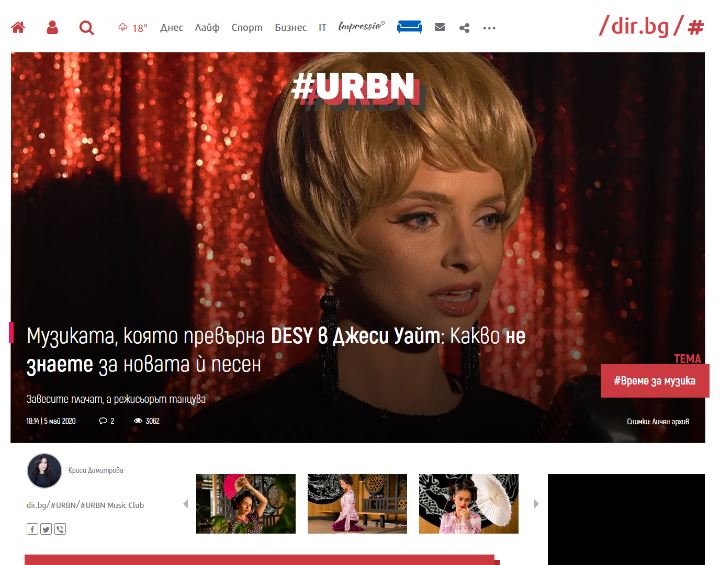 18° Днес Лайф Спорт Бизнес IT Impressio
/dir.bg/#
#URBN
Музиката, която превърна DESY в Джеси Уайт: Какво не
знаете за новата ѝ песен
ТЕМА
#Време за музика
Завесите плачат, а режисьорът танцува
18:14 | 5 май 2020 2 3062
Снимки: Личен архив
Криси Димитрова
dir.bg/#URBN/#URBN Music Club